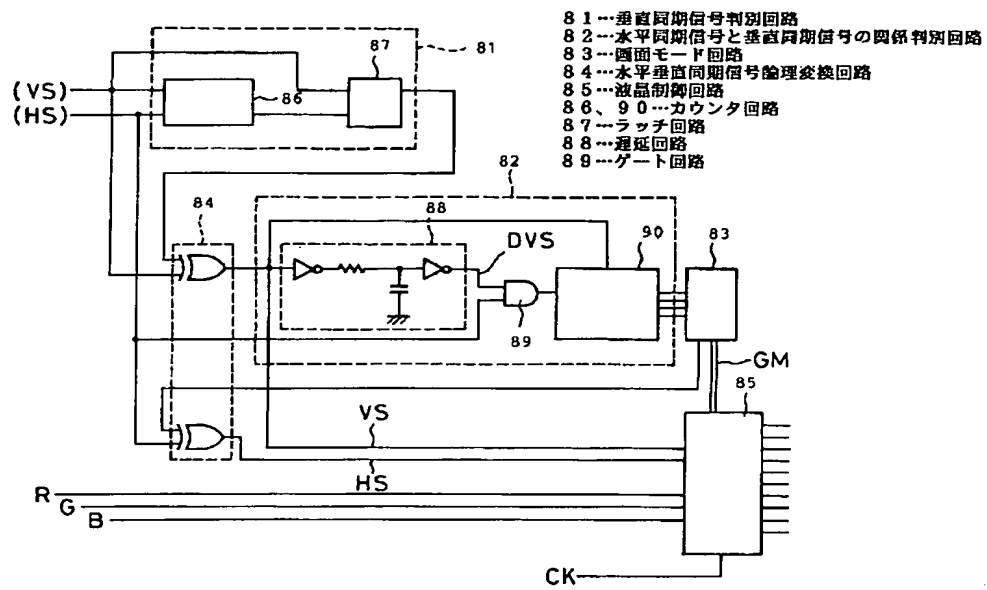 81…垂直同期信号判別回路
82…水平同期信号と垂直同期信号の関係判別回路
83…画面モード回路
84…水平垂直同期信号論理変換回路
85…液晶制御回路
86、90…カウンタ回路
87…ラッチ回路
88…遅延回路
89…ゲート回路
87
81
(VS)
86
(HS)
82
84
88
90
83
DVS
89
GM
85
VS
HS
R
G
B
CK